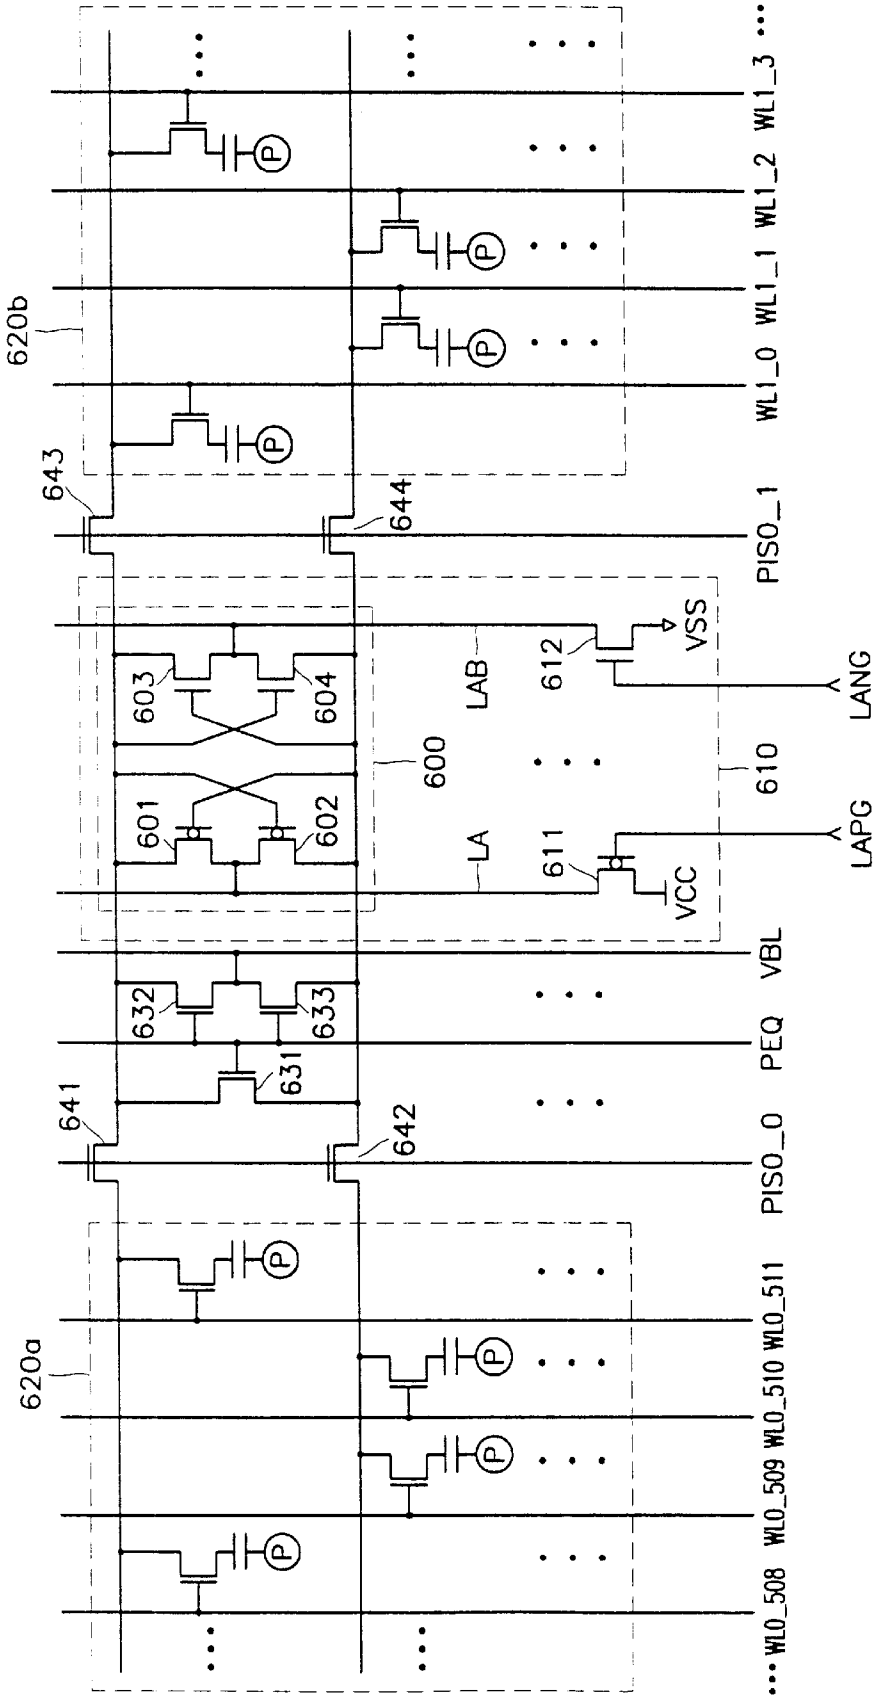 620a
620b
641
643
P
P
P
P
P
P
P
P
642
644
631
632
633
601
602
603
604
600
610
LA
LAB
611
612
VCC
VSS
••• WL0_508 WL0_509 WL0_510 WL0_511 PISO_0 PEQ VBL PISO_1 WL1_0 WL1_1 WL1_2 WL1_3 •••
LAPG
LANG